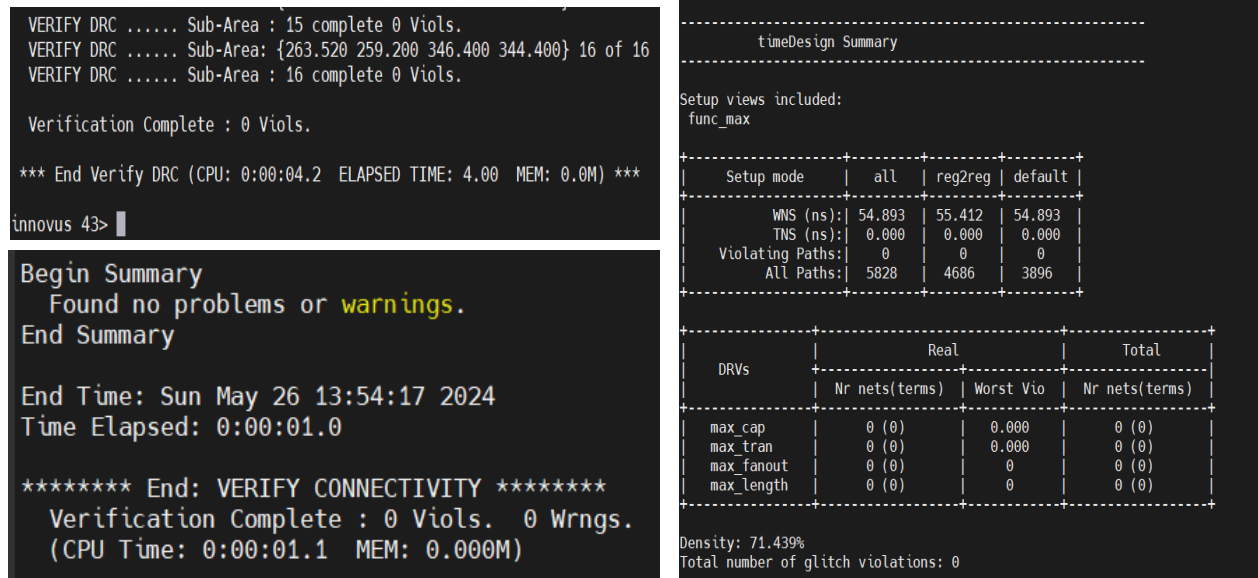 VERIFY DRC ...... Sub-Area : 15 complete 0 Viols.
VERIFY DRC ...... Sub-Area: {263.520 259.200 346.400 344.400} 16 of 16
VERIFY DRC ...... Sub-Area : 16 complete 0 Viols.
Verification Complete : 0 Viols.
*** End Verify DRC (CPU: 0:00:04.2  ELAPSED TIME: 4.00  MEM: 0.0M) ***
innovus 43>
Begin Summary
Found no problems or warnings.
End Summary
End Time: Sun May 26 13:54:17 2024
Time Elapsed: 0:00:01.0
******** End: VERIFY CONNECTIVITY ********
Verification Complete : 0 Viols.  0 Wrngs.
(CPU Time: 0:00:01.1  MEM: 0.000M)
------------------------------------------------------------
timeDesign Summary
------------------------------------------------------------
Setup views included:
func_max
+--------------------+---------+---------+---------+
|     Setup mode     |   all   | reg2reg | default |
+--------------------+---------+---------+---------+
|           WNS (ns):| 54.893  | 55.412  | 54.893  |
|           TNS (ns):|  0.000  |  0.000  |  0.000  |
|    Violating Paths:|    0    |    0    |    0    |
|          All Paths:|  5828   |  4686   |  3896   |
+--------------------+---------+---------+---------+
+----------------+-------------------------------+------------------+
|                |              Real             |       Total      |
|    DRVs        +------------------+------------+------------------|
|                |  Nr nets(terms)  | Worst Vio  |  Nr nets(terms)  |
+----------------+------------------+------------+------------------+
|   max_cap      |      0 (0)       |   0.000    |      0 (0)       |
|   max_tran     |      0 (0)       |   0.000    |      0 (0)       |
|   max_fanout   |      0 (0)       |     0      |      0 (0)       |
|   max_length   |      0 (0)       |     0      |      0 (0)       |
+----------------+------------------+------------+------------------+
Density: 71.439%
Total number of glitch violations: 0